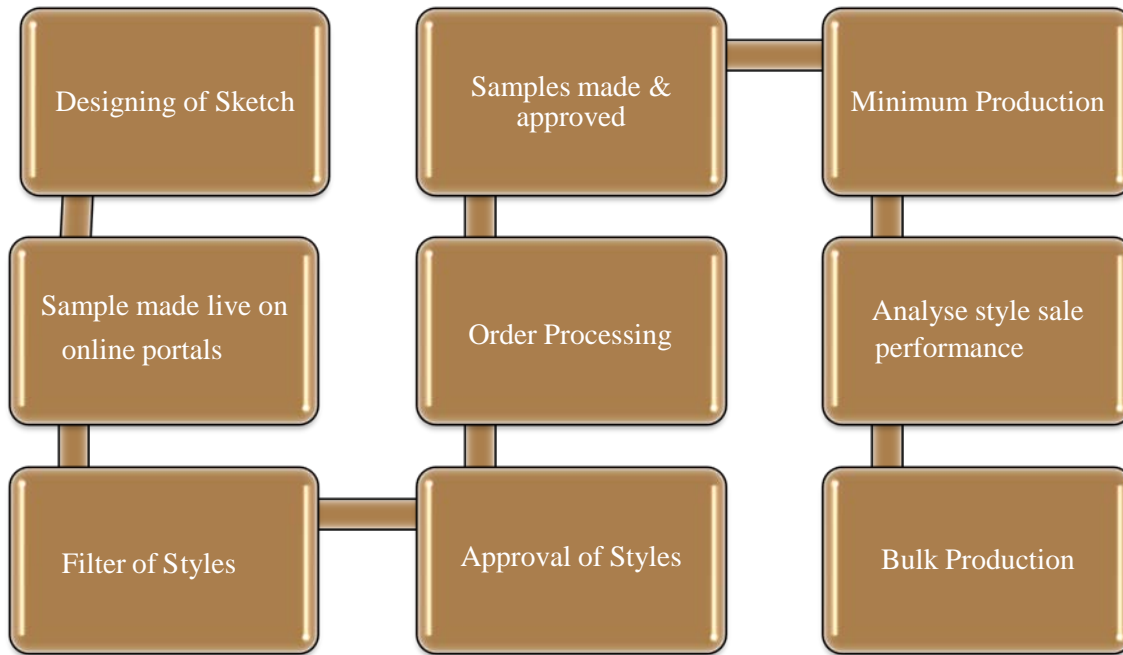 Designing of Sketch
Sample made live on
online portals
Filter of Styles
Approval of Styles
Order Processing
Samples made &
approved
Minimum Production
Analyse style sale
performance
Bulk Production